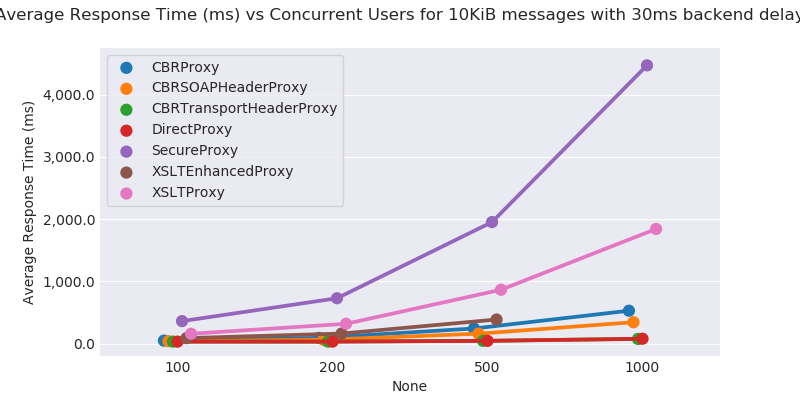 Average Response Time (ms) vs Concurrent Users for 10KiB messages with 30ms backend delay
CBRProxy
CBRSOAPHeaderProxy
CBRTransportHeaderProxy
DirectProxy
SecureProxy
XSLTEnhancedProxy
XSLTProxy
Average Response Time (ms)
4,000.0
3,000.0
2,000.0
1,000.0
0.0
100 200 500 1000
None